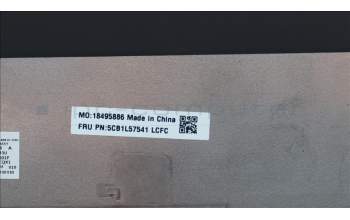 MO:18495886 Made in China
FRU PN:5CB1L57541 LCFC